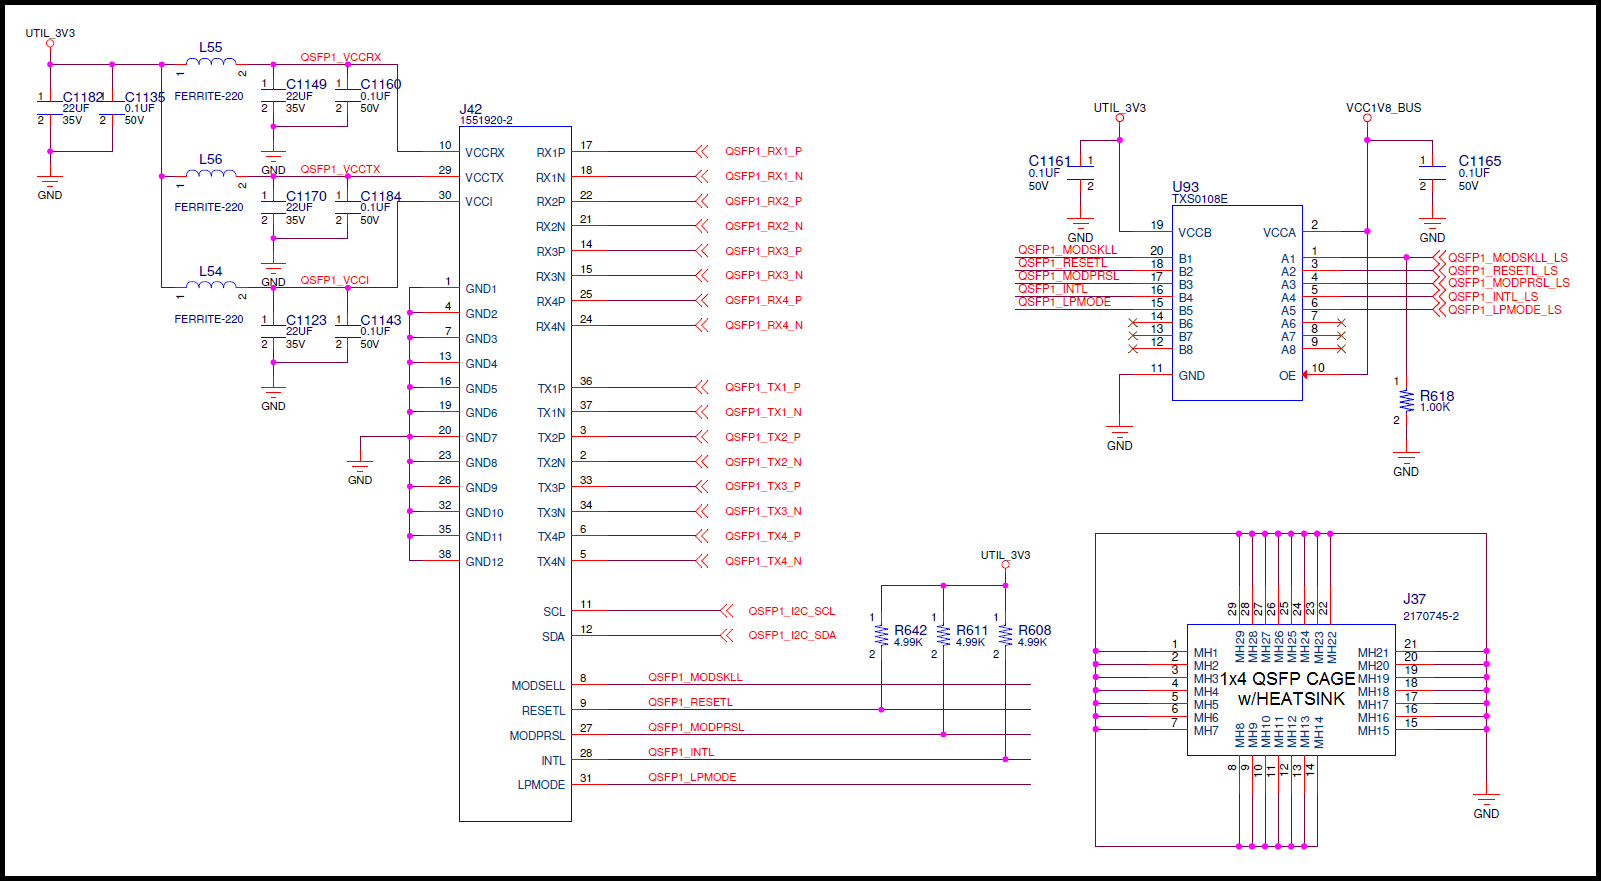 UTIL_3V3
L55
1 2
FERRITE-220
QSFP1_VCCRX
1 C1182 2 22UF 35V
1 C1135 2 0.1UF 50V
1 C1149 2 22UF 35V
1 C1160 2 0.1UF 50V
GND
GND
L56
1 2
FERRITE-220
QSFP1_VCCTX
1 C1170 2 22UF 35V
1 C1184 2 0.1UF 50V
GND
L54
1 2
FERRITE-220
QSFP1_VCCI
1 C1123 2 22UF 35V
1 C1143 2 0.1UF 50V
GND
J42
1551920-2
10 VCCRX
29 VCCTX
30 VCCI
1 GND1
4 GND2
7 GND3
13 GND4
16 GND5
19 GND6
20 GND7
23 GND8
26 GND9
32 GND10
35 GND11
38 GND12
GND
RX1P 17 QSFP1_RX1_P
RX1N 18 QSFP1_RX1_N
RX2P 22 QSFP1_RX2_P
RX2N 21 QSFP1_RX2_N
RX3P 14 QSFP1_RX3_P
RX3N 15 QSFP1_RX3_N
RX4P 25 QSFP1_RX4_P
RX4N 24 QSFP1_RX4_N
TX1P 36 QSFP1_TX1_P
TX1N 37 QSFP1_TX1_N
TX2P 3 QSFP1_TX2_P
TX2N 2 QSFP1_TX2_N
TX3P 33 QSFP1_TX3_P
TX3N 34 QSFP1_TX3_N
TX4P 6 QSFP1_TX4_P
TX4N 5 QSFP1_TX4_N
SCL 11 QSFP1_I2C_SCL
SDA 12 QSFP1_I2C_SDA
MODSELL 8 QSFP1_MODSKLL
RESETL 9 QSFP1_RESETL
MODPRSL 27 QSFP1_MODPRSL
INTL 28 QSFP1_INTL
LPMODE 31 QSFP1_LPMODE
UTIL_3V3
1 R642 2 4.99K
1 R611 2 4.99K
1 R608 2 4.99K
UTIL_3V3
VCC1V8_BUS
C1161 1
0.1UF
50V 2
GND
1 C1165
0.1UF
2 50V
GND
U93
TXS0108E
19 VCCB VCCA 2
QSFP1_MODSKLL 20 B1 A1 1 QSFP1_MODSKLL_LS
QSFP1_RESETL 18 B2 A2 3 QSFP1_RESETL_LS
QSFP1_MODPRSL 17 B3 A3 4 QSFP1_MODPRSL_LS
QSFP1_INTL 16 B4 A4 5 QSFP1_INTL_LS
QSFP1_LPMODE 15 B5 A5 6 QSFP1_LPMODE_LS
14 B6 A6 7
13 B7 A7 8
12 B8 A8 9
11 GND OE 10
GND
1 R618
1.00K
2
GND
J37
2170745-2
29 28 27 26 25 24 23 22
MH29 MH28 MH27 MH26 MH25 MH24 MH23 MH22
1 MH1 MH21 21
2 MH2 MH20 20
3 MH3 MH19 19
4 MH4 MH18 18
5 MH5 MH17 17
6 MH6 MH16 16
7 MH7 MH15 15
1x4 QSFP CAGE
w/HEATSINK
MH8 MH9 MH10 MH11 MH12 MH13 MH14
8 9 10 11 12 13 14
GND